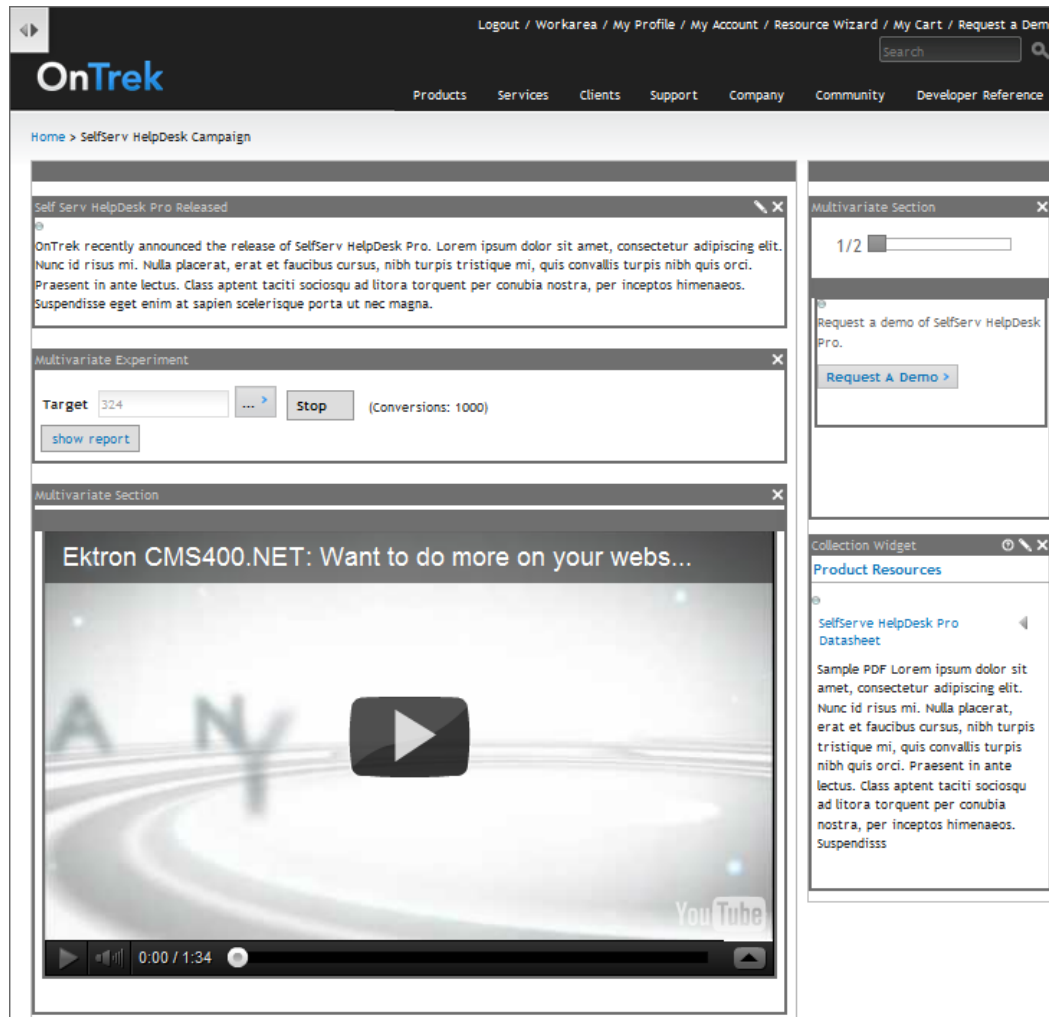 Logout / Workarea / My Profile / My Account / Resource Wizard / My Cart / Request a Dem
Search
OnTrek
Products Services Clients Support Company Community Developer Reference
Home > SelfServ HelpDesk Campaign
Self Serv HelpDesk Pro Released
OnTrek recently announced the release of SelfServ HelpDesk Pro. Lorem ipsum dolor sit amet, consectetur adipiscing elit.
Nunc id risus mi. Nulla placerat, erat et faucibus cursus, nibh turpis tristique mi, quis convallis turpis nibh quis orci.
Praesent in ante lectus. Class aptent taciti sociosqu ad litora torquent per conubia nostra, per inceptos himenaeos.
Suspendisse eget enim at sapien scelerisque porta ut nec magna.
Multivariate Experiment
Target 324 ... > Stop (Conversions: 1000)
show report
Multivariate Section
Ektron CMS400.NET: Want to do more on your webs...
A N Y
YouTube
0:00 / 1:34
Multivariate Section
1/2
Request a demo of SelfServ HelpDesk
Pro.
Request A Demo >
Collection Widget
Product Resources
SelfServe HelpDesk Pro
Datasheet
Sample PDF Lorem ipsum dolor sit
amet, consectetur adipiscing elit.
Nunc id risus mi. Nulla placerat,
erat et faucibus cursus, nibh turpis
tristique mi, quis convallis turpis
nibh quis orci. Praesent in ante
lectus. Class aptent taciti sociosqu
ad litora torquent per conubia
nostra, per inceptos himenaeos.
Suspendisss